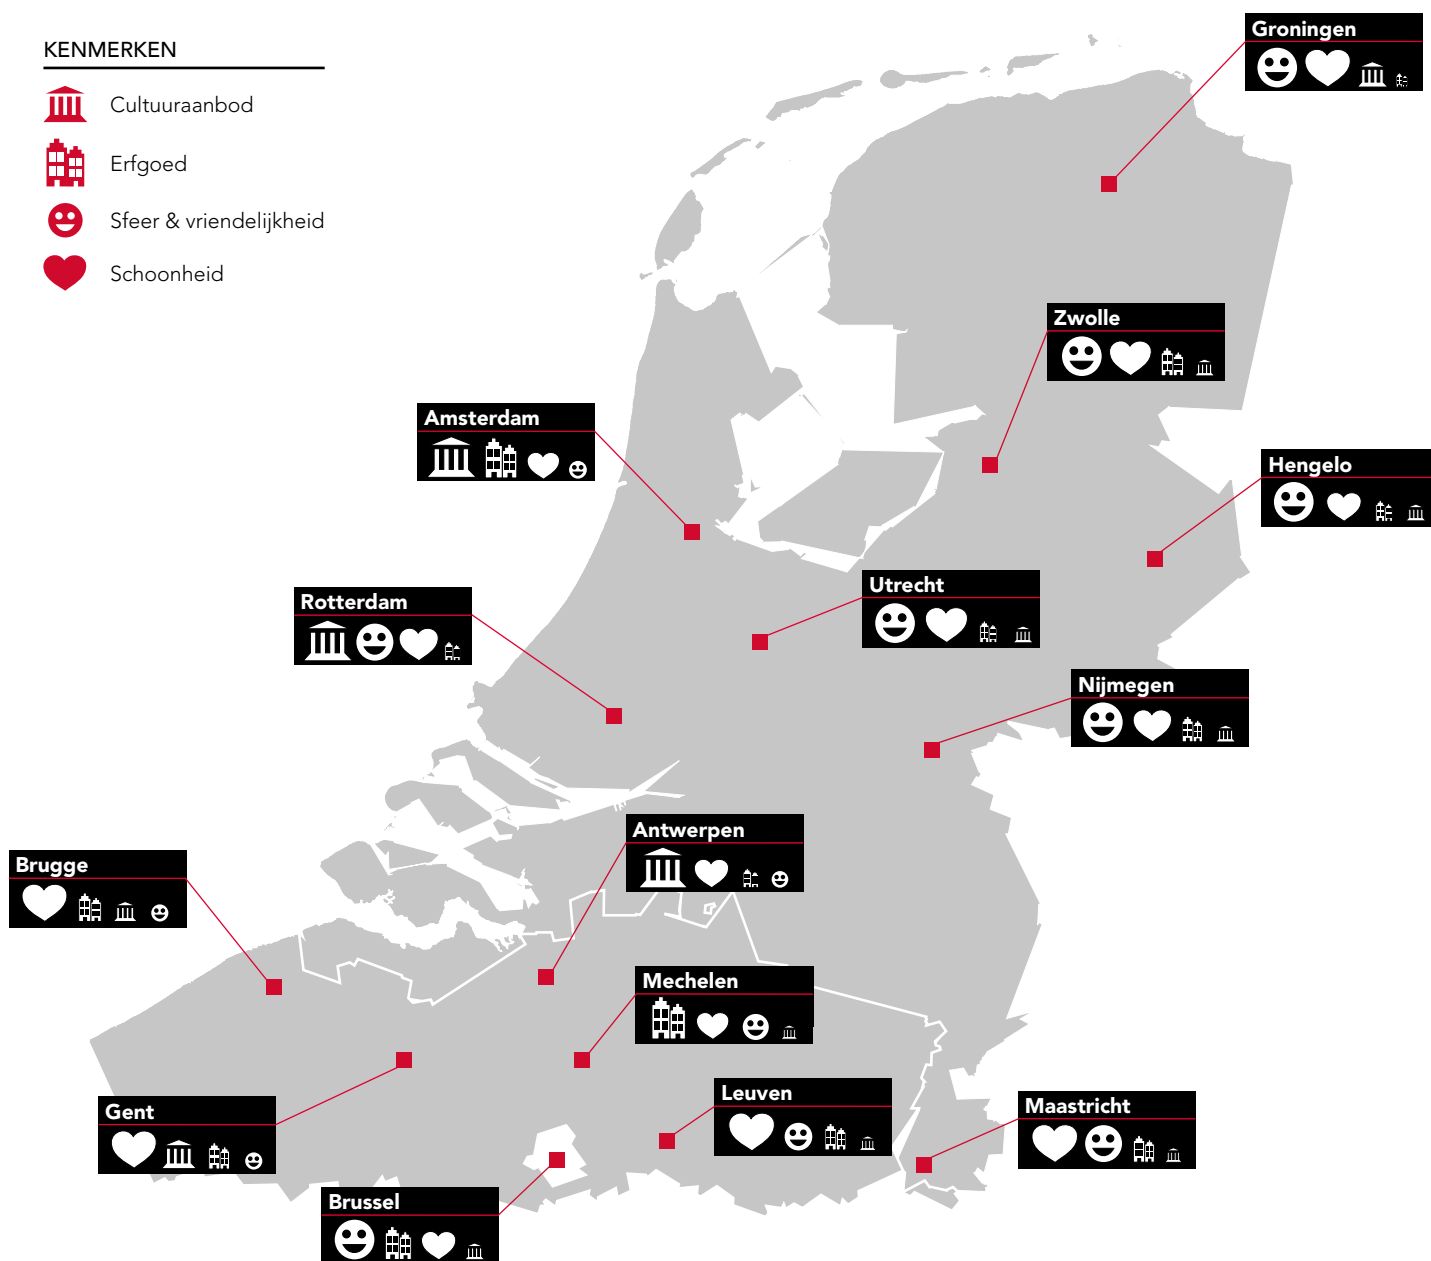 KENMERKEN
Cultuuraanbod
Erfgoed
Sfeer & vriendelijkheid
Schoonheid
Groningen
Zwolle
Amsterdam
Hengelo
Utrecht
Rotterdam
Nijmegen
Antwerpen
Brugge
Mechelen
Leuven
Maastricht
Gent
Brussel